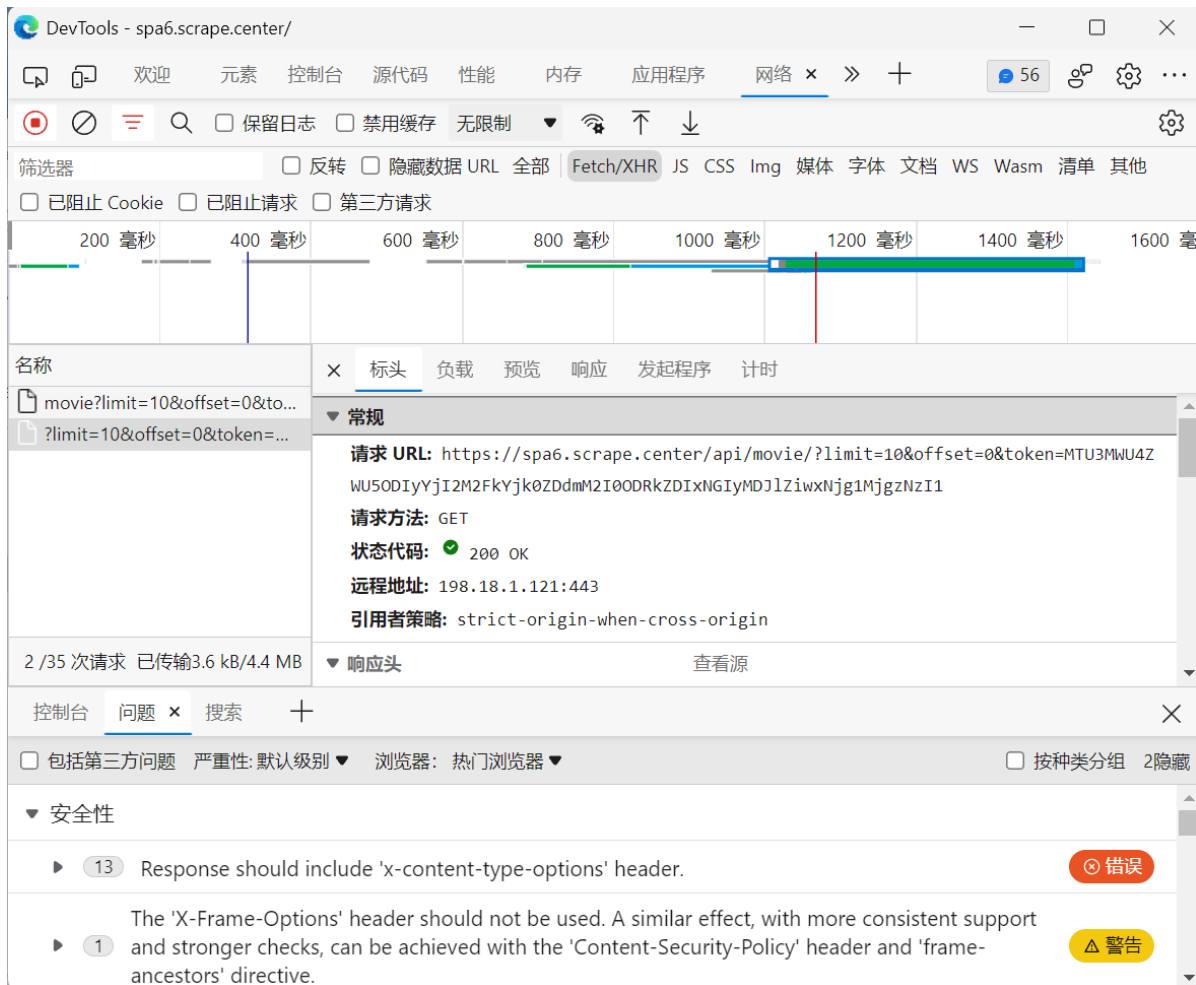 DevTools - spa6.scrape.center/
欢迎 元素 控制台 源代码 性能 内存 应用程序 网络 56
保留日志 禁用缓存 无限制
筛选器 反转 隐藏数据 URL 全部 Fetch/XHR JS CSS Img 媒体 字体 文档 WS Wasm 清单 其他
已阻止 Cookie 已阻止请求 第三方请求
200 毫秒 400 毫秒 600 毫秒 800 毫秒 1000 毫秒 1200 毫秒 1400 毫秒 1600 毫
名称
movie?limit=10&offset=0&to...
?limit=10&offset=0&token=...
2 /35 次请求 已传输3.6 kB/4.4 MB
标头 负载 预览 响应 发起程序 计时
常规
请求 URL: https://spa6.scrape.center/api/movie/?limit=10&offset=0&token=MTU3MWU4Z
WU5ODIyYjI2M2FkYjk0ZDdmM2I0ODRkZDIxNGIyMDJlZiwxNjg1MjgzNzI1
请求方法: GET
状态代码: 200 OK
远程地址: 198.18.1.121:443
引用者策略: strict-origin-when-cross-origin
响应头 查看源
控制台 问题 搜索
包括第三方问题 严重性: 默认级别 浏览器: 热门浏览器 按种类分组 2隐藏
安全性
13 Response should include 'x-content-type-options' header. 错误
The 'X-Frame-Options' header should not be used. A similar effect, with more consistent support
1 and stronger checks, can be achieved with the 'Content-Security-Policy' header and 'frame- 警告
ancestors' directive.